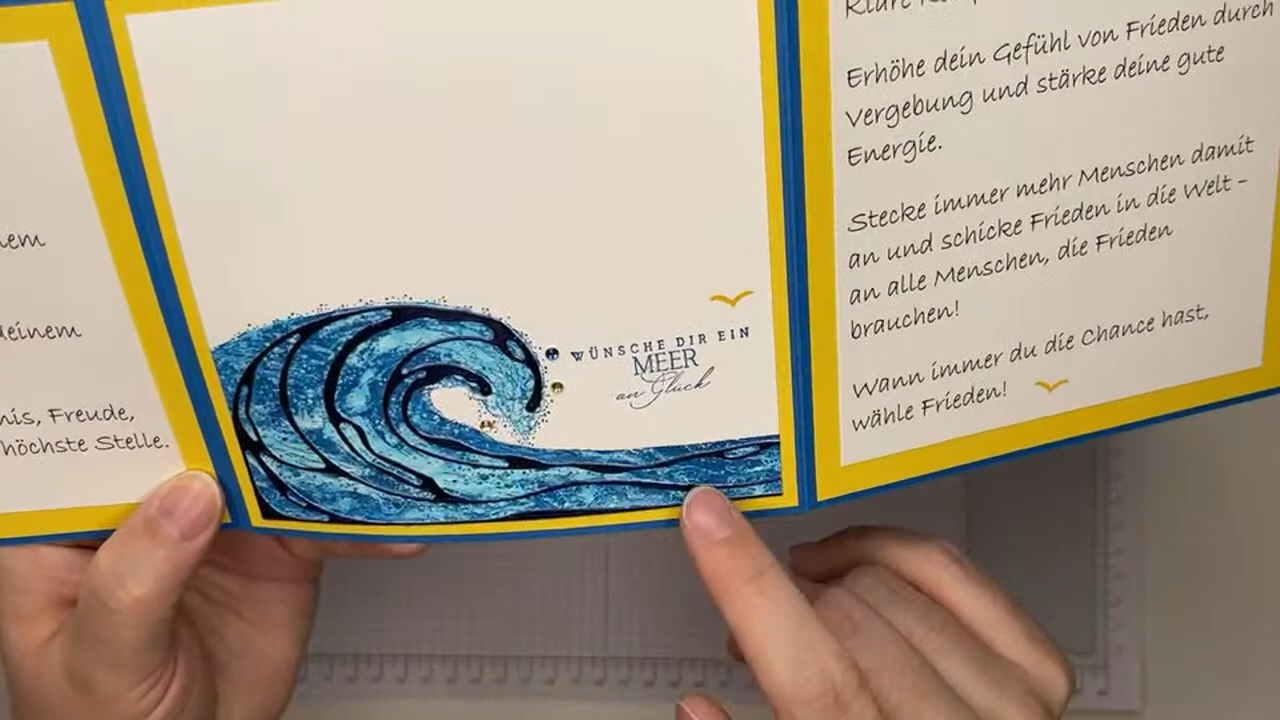 deinem
nis, Freude,
höchste Stelle.
WÜNSCHE DIR EIN
MEER
an Glück
Erhöhe dein Gefühl von Frieden durch
Vergebung und stärke deine gute
Energie.
Stecke immer mehr Menschen damit
an und schicke Frieden in die Welt -
an alle Menschen, die Frieden
brauchen!
Wann immer du die Chance hast,
wähle Frieden!